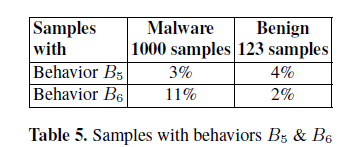 Samples Malware Benign
with 1000 samples 123 samples
Behavior B5 3% 4%
Behavior B6 11% 2%
Table 5. Samples with behaviors B5 & B6